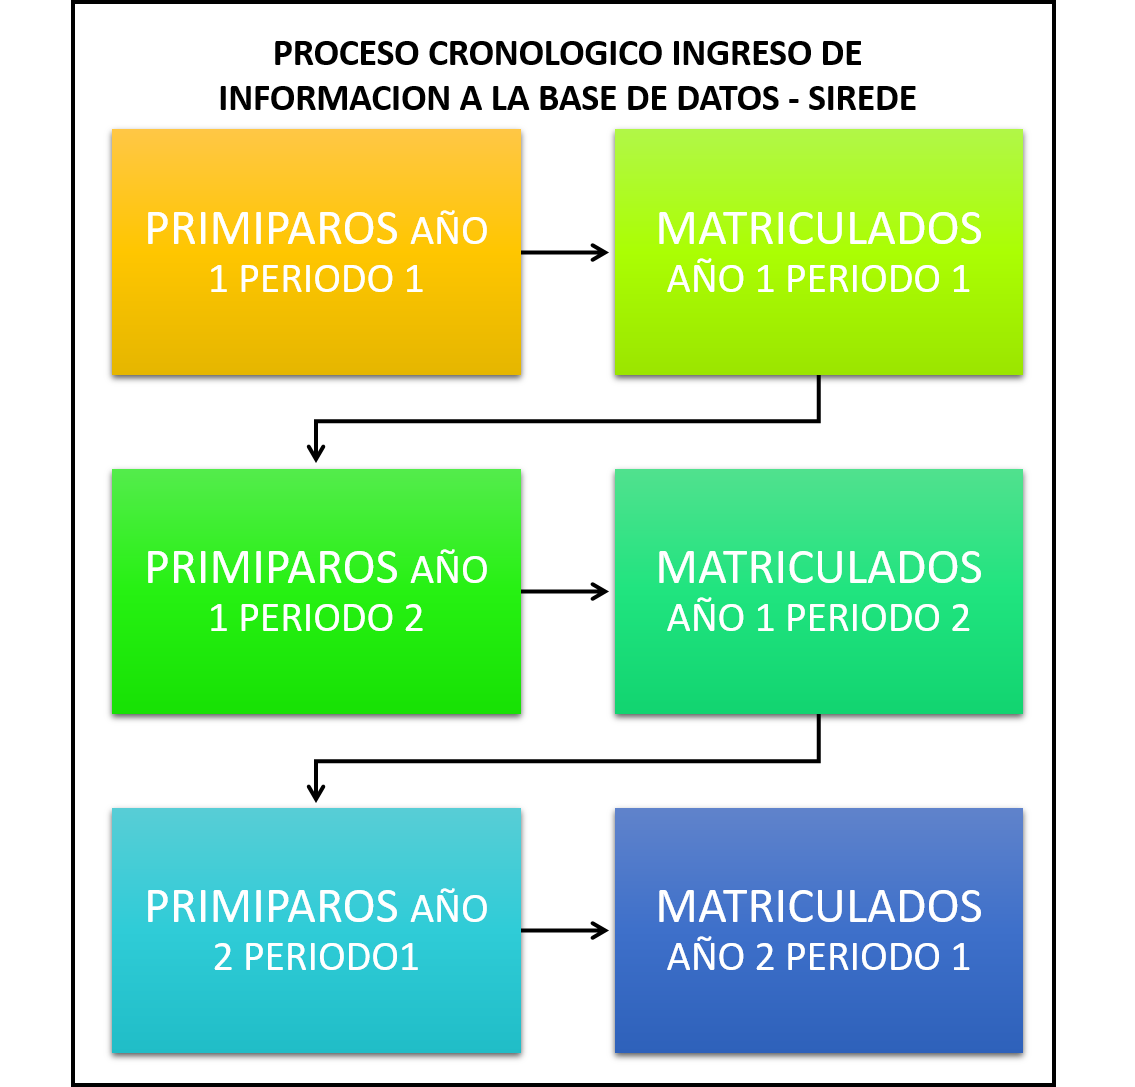 PROCESO CRONOLOGICO INGRESO DE
INFORMACION A LA BASE DE DATOS - SIREDE
PRIMIPAROS AÑO
1 PERIODO 1
MATRICULADOS
AÑO 1 PERIODO 1
PRIMIPAROS AÑO
1 PERIODO 2
MATRICULADOS
AÑO 1 PERIODO 2
PRIMIPAROS AÑO
2 PERIODO1
MATRICULADOS
AÑO 2 PERIODO 1